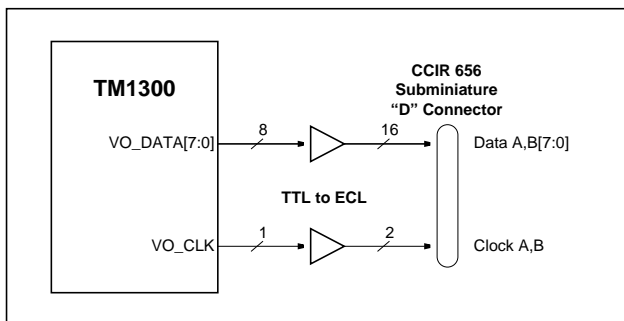 TM1300
CCIR 656
Subminiature
“D” Connector
VO_DATA[7:0]
8
16
Data A,B[7:0]
TTL to ECL
VO_CLK
1
2
Clock A,B